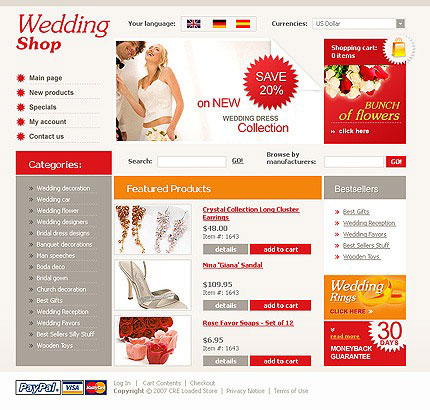 Wedding
Shop
Your language:
Currencies:
US Dollar
Main page
New products
Specials
My account
Contact us
on NEW
WEDDING DRESS
Collection
SAVE
20%
Shopping cart:
0 items
BUNCH
of flowers
click here
Categories:
Search:
GO!
Browse by
manufacturers:
GO!
Wedding decoration
Wedding car
Wedding flower
Wedding designers
Bridal dress designs
Banquet decorations
Man speeches
Boda deco
Bridal gown
Church decoration
Best Gifts
Wedding Reception
Wedding Favors
Best Sellers Silly Stuff
Wooden Toys
Featured Products
Crystal Collection Long Cluster
Earrings
$48.00
Item #: 1643
details
add to cart
Nina 'Giana' Sandal
$109.95
Item #: 1643
details
add to cart
Rose Favor Soaps - Set of 12
$6.95
Item #: 1643
details
add to cart
Bestsellers
Best Gifts
Wedding Reception
Wedding Favors
Best Sellers Stuff
Wooden Toys
Wedding
Rings
CLICK HERE
read more
MONEYBACK
GUARANTEE
30
DAYS
PayPal
VISA
MasterCard
Log In | Cart Contents | Checkout
Copyright © 2007 CRE Loaded Store | Privacy Notice | Terms of Use